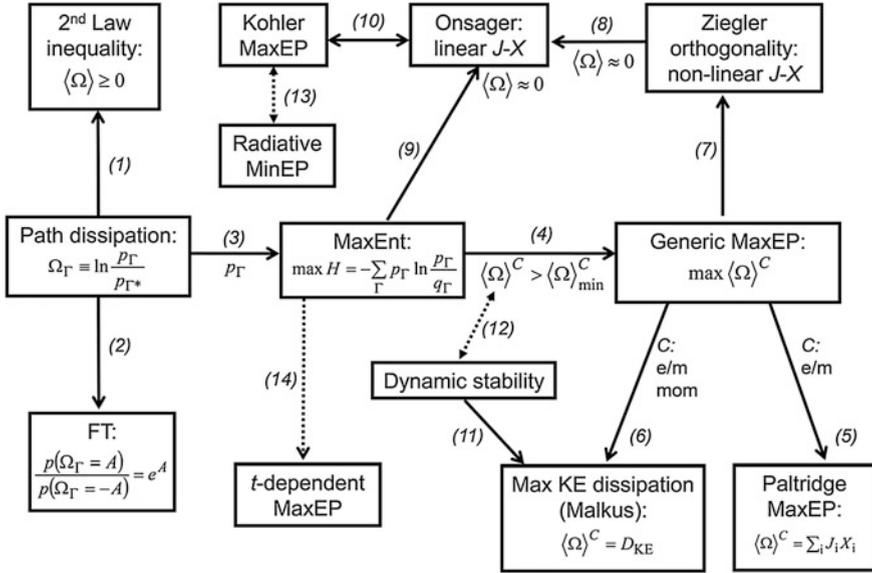 2nd Law
inequality:
⟨Ω⟩ ≥ 0
Kohler
MaxEP
(10)
Onsager:
linear J-X
(8)
⟨Ω⟩ ≈ 0
Ziegler
orthogonality:
non-linear J-X
⟨Ω⟩ ≈ 0
(13)
Radiative
MinEP
(1)
(9)
(7)
Path dissipation:
Ω_Γ ≡ ln p_Γ / p_Γ*
(3)
p_Γ
MaxEnt:
max H = −∑_Γ p_Γ ln p_Γ / q_Γ
(4)
⟨Ω⟩^C > ⟨Ω⟩^C_min
Generic MaxEP:
max ⟨Ω⟩^C
(2)
(14)
(12)
Dynamic stability
C:
e/m
mom
C:
e/m
(11)
(6)
(5)
FT:
p(Ω_Γ = A) / p(Ω_Γ = −A) = e^A
t-dependent
MaxEP
Max KE dissipation
(Malkus):
⟨Ω⟩^C = D_KE
Paltridge
MaxEP:
⟨Ω⟩^C = ∑_i J_i X_i